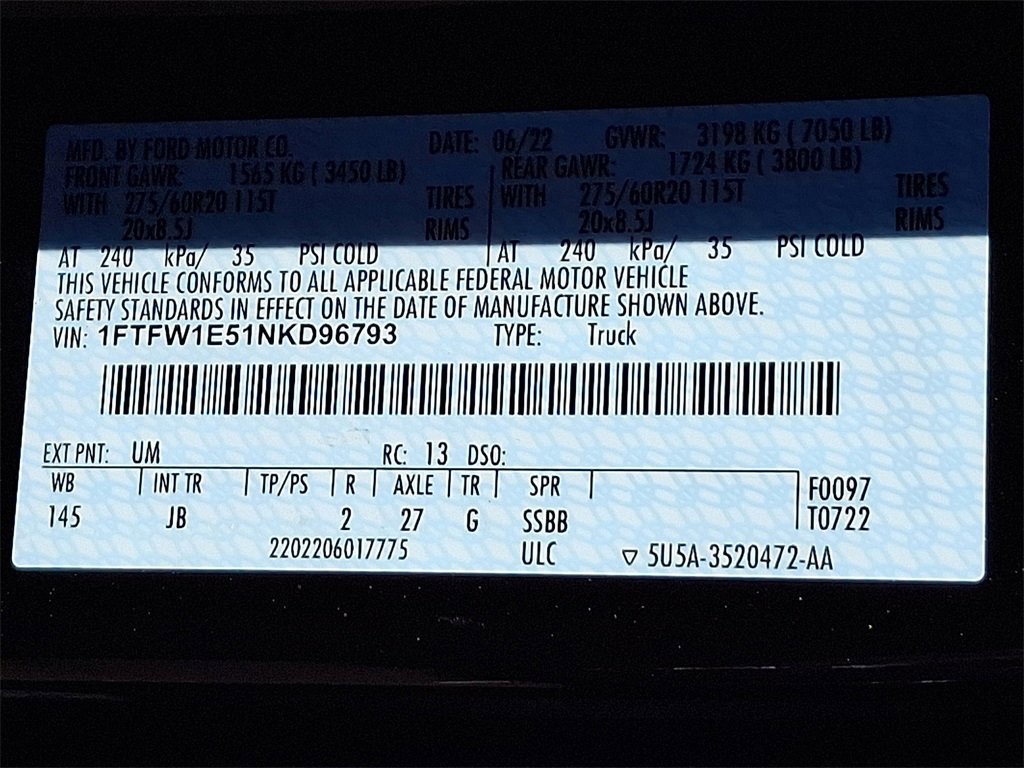 MFD. BY FORD MOTOR CO. DATE: 06/22 GVWR: 3198 KG ( 7050 LB)
FRONT GAWR: 1565 KG ( 3450 LB) REAR GAWR: 1724 KG ( 3800 LB)
WITH 275/60R20 115T TIRES WITH 275/60R20 115T TIRES
20x8.5J RIMS 20x8.5J RIMS
AT 240 kPa/ 35 PSI COLD AT 240 kPa/ 35 PSI COLD
THIS VEHICLE CONFORMS TO ALL APPLICABLE FEDERAL MOTOR VEHICLE
SAFETY STANDARDS IN EFFECT ON THE DATE OF MANUFACTURE SHOWN ABOVE.
VIN: 1FTFW1E51NKD96793 TYPE: Truck
EXT PNT: UM RC: 13 DSO:
WB INT TR TP/PS R AXLE TR SPR F0097
145 JB 2 27 G SSBB T0722
2202206017775 ULC ▽ 5U5A-3520472-AA